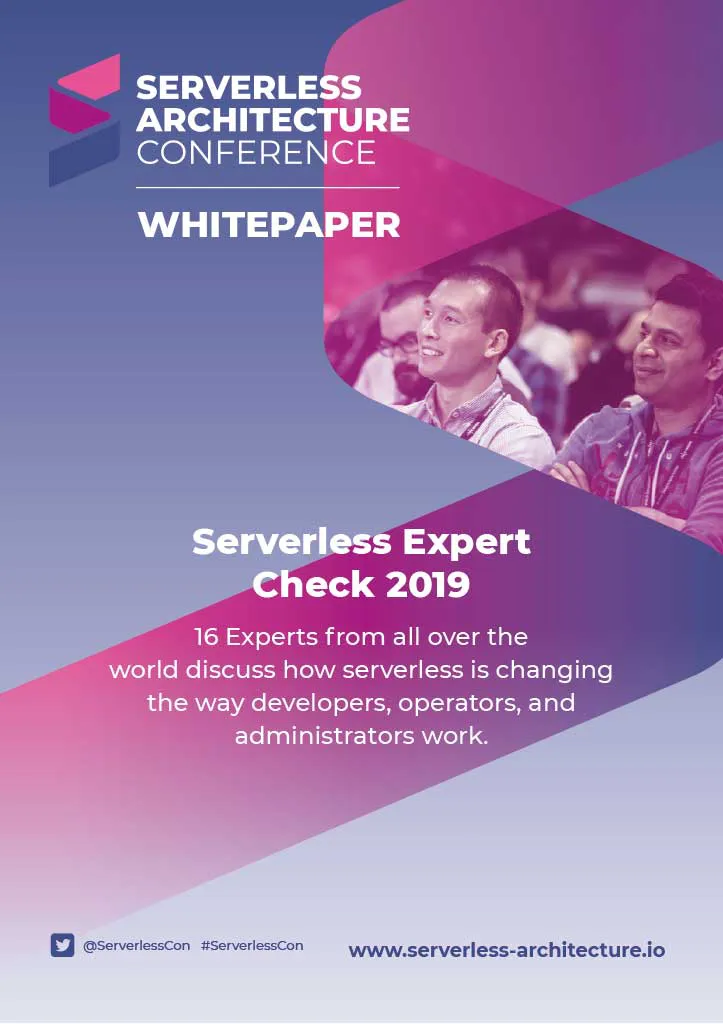 SERVERLESS
ARCHITECTURE
CONFERENCE
WHITEPAPER
Serverless Expert
Check 2019
16 Experts from all over the
world discuss how serverless is changing
the way developers, operators, and
administrators work.
@ServerlessCon #ServerlessCon
www.serverless-architecture.io